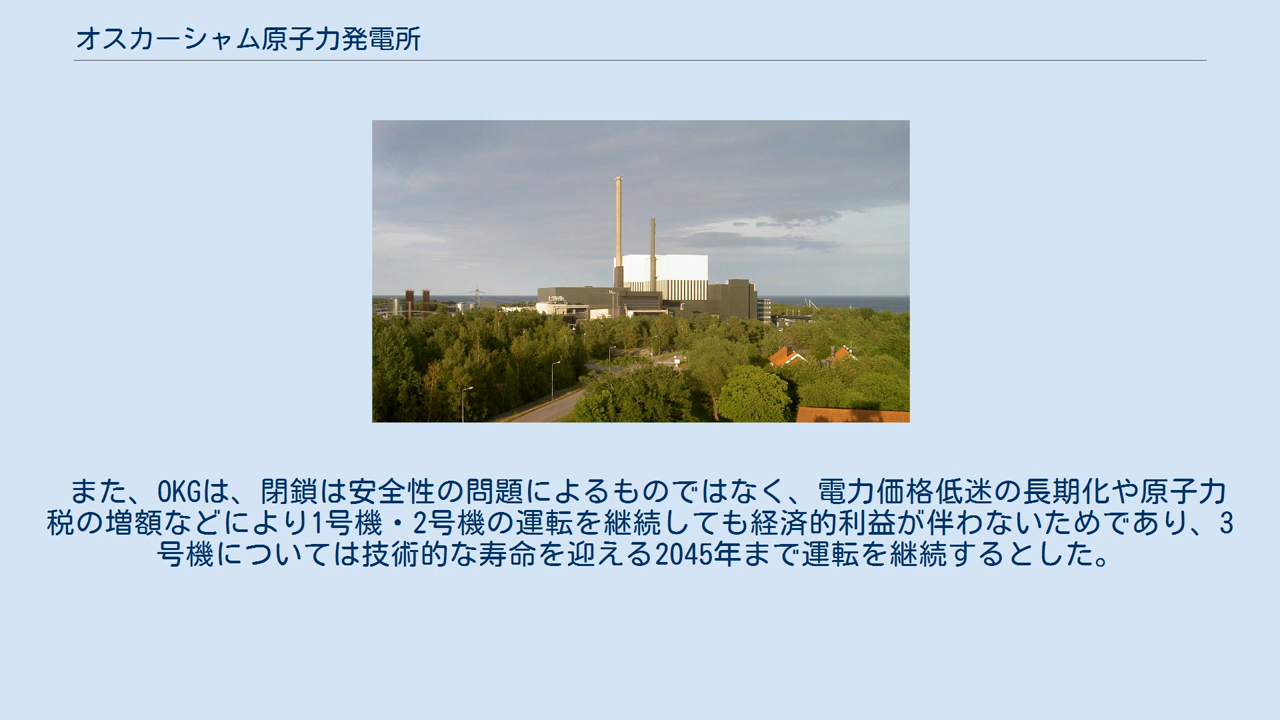 オスカーシャム原子力発電所
また、OKGは、閉鎖は安全性の問題によるものではなく、電力価格低迷の長期化や原子力
税の増額などにより1号機・2号機の運転を継続しても経済的利益が伴わないためであり、3
号機については技術的な寿命を迎える2045年まで運転を継続するとした。